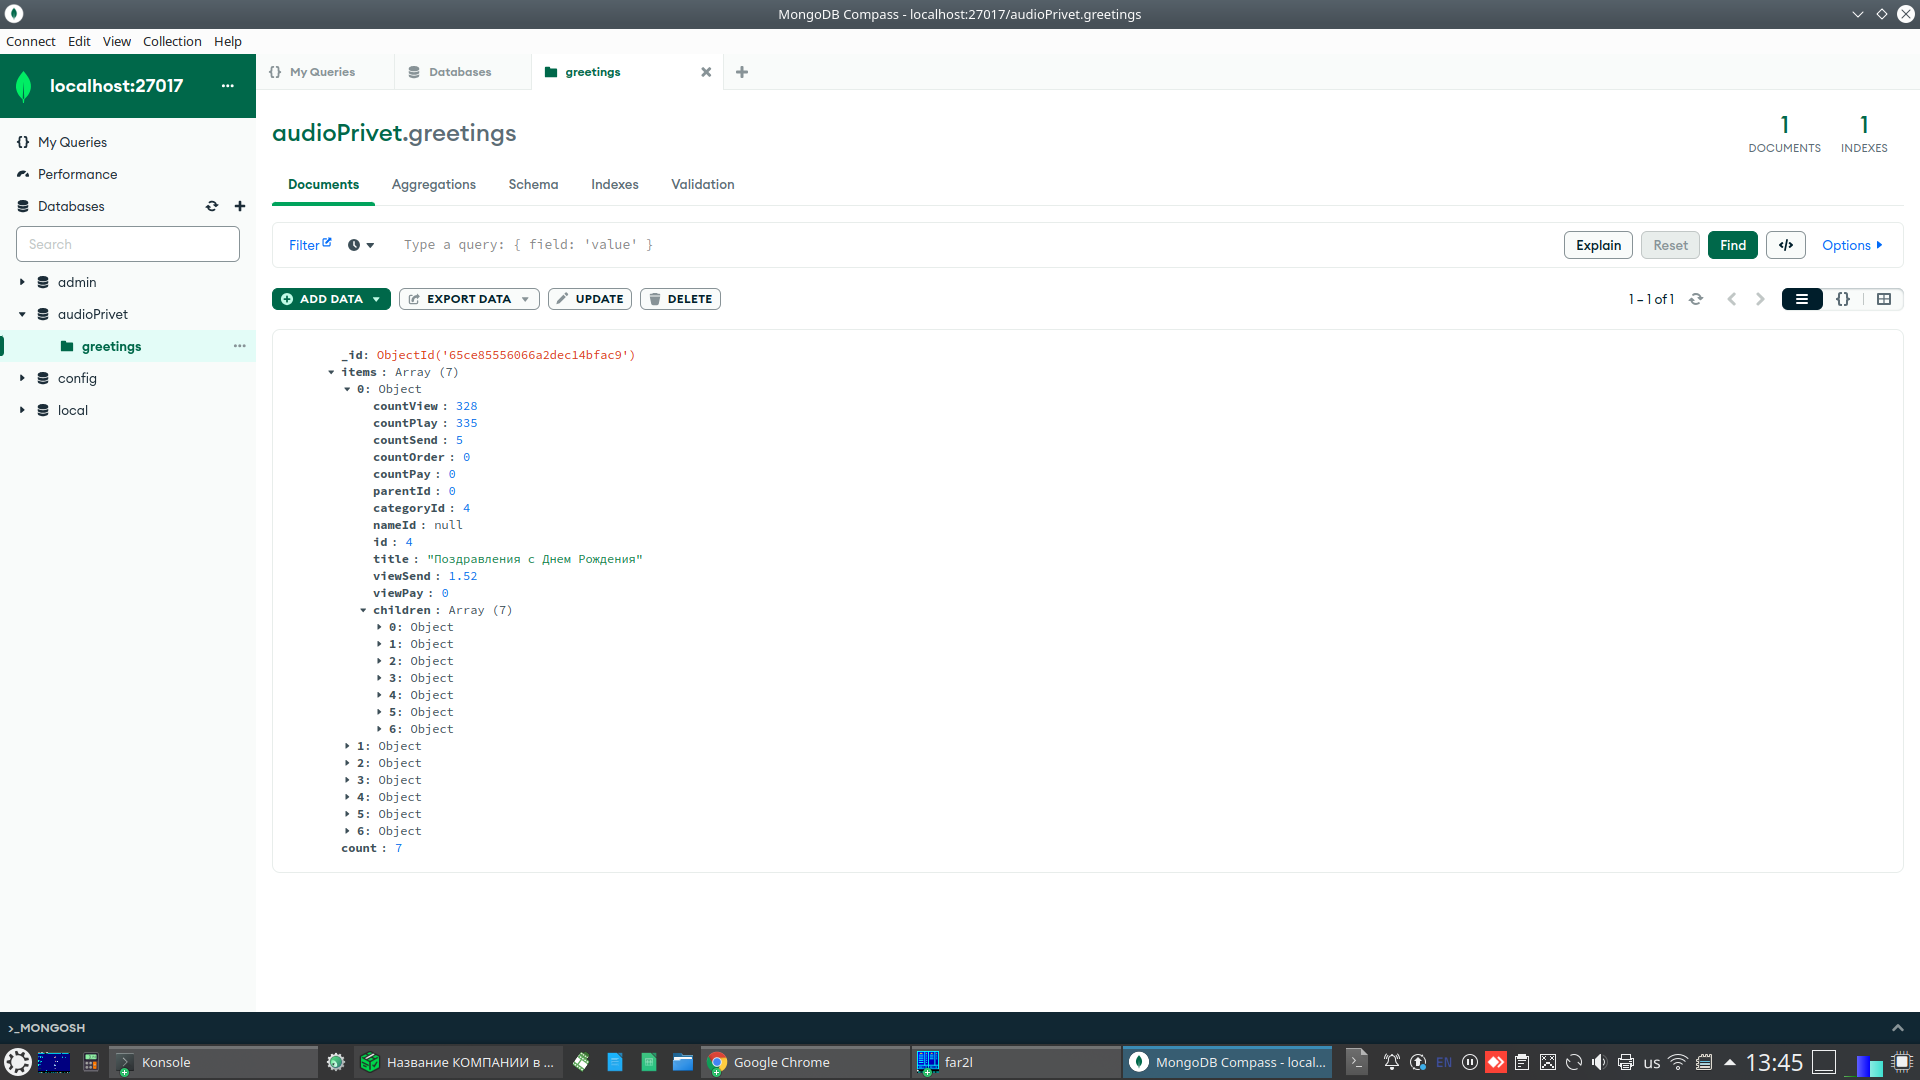 MongoDB Compass - localhost:27017/audioPrivet.greetings
Connect Edit View Collection Help
localhost:27017 ...
My Queries
Performance
Databases
Search
admin
audioPrivet
greetings ...
config
local
{} My Queries
Databases
greetings
audioPrivet.greetings
1 DOCUMENTS
1 INDEXES
Documents Aggregations Schema Indexes Validation
Filter Type a query: { field: 'value' } Explain Reset Find </> Options
ADD DATA EXPORT DATA UPDATE DELETE 1 – 1 of 1 {}
_id: ObjectId('65ce85556066a2dec14bfac9')
items : Array (7)
0: Object
countView : 328
countPlay : 335
countSend : 5
countOrder : 0
countPay : 0
parentId : 0
categoryId : 4
nameId : null
id : 4
title : "Поздравления с Днем Рождения"
viewSend : 1.52
viewPay : 0
children : Array (7)
0: Object
1: Object
2: Object
3: Object
4: Object
5: Object
6: Object
1: Object
2: Object
3: Object
4: Object
5: Object
6: Object
count : 7
>_MONGOSH
Konsole Название КОМПАНИИ в ... Google Chrome far2l MongoDB Compass - local... EN us 13:45